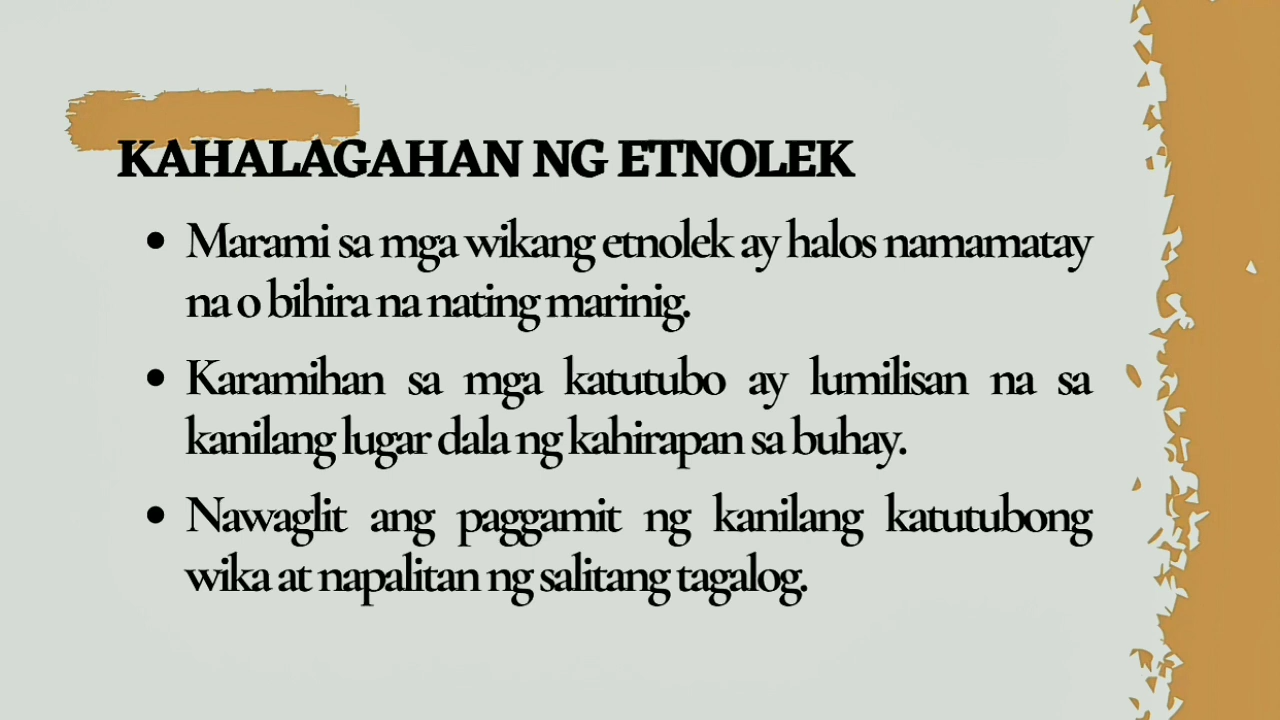 KAHALAGAHAN NG ETNOLEK
• Marami sa mga wikang etnolek ay halos namamatay
na o bihira na nating marinig.
• Karamihan sa mga katutubo ay lumilisan na sa
kanilang lugar dala ng kahirapan sa buhay.
• Nawaglit ang paggamit ng kanilang katutubong
wika at napalitan ng salitang tagalog.